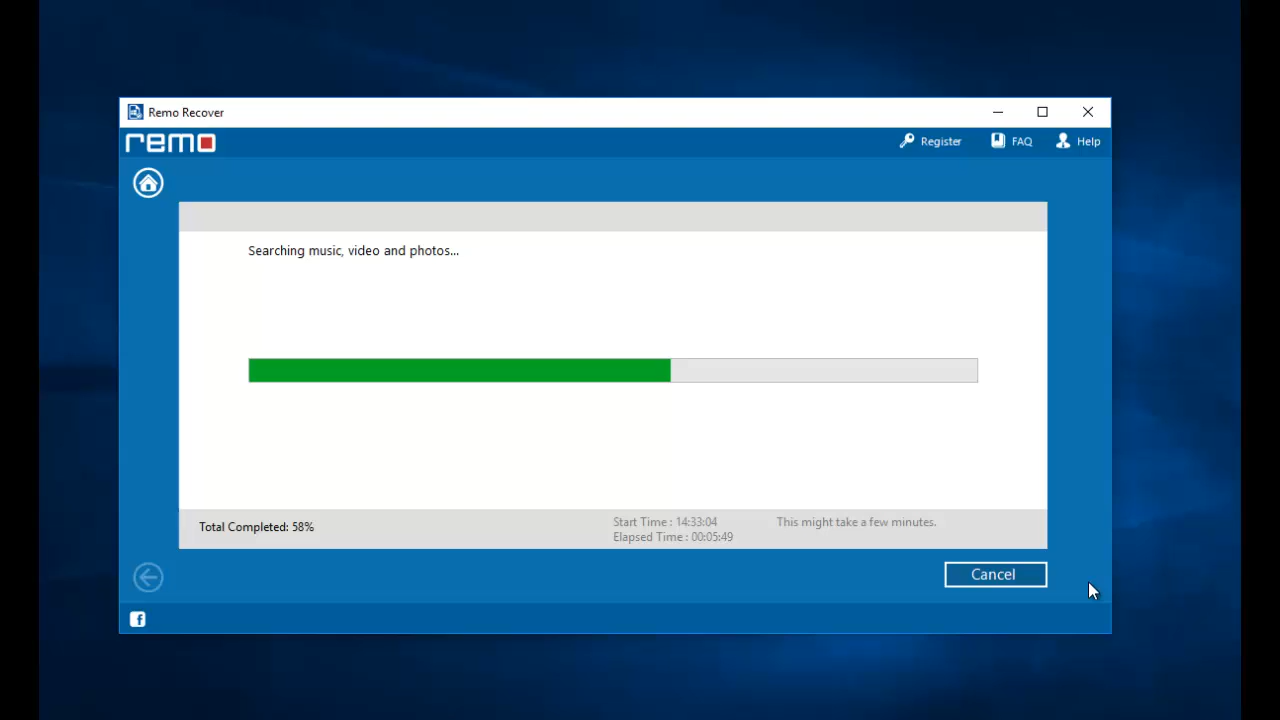 Remo Recover
remo
Register
FAQ
Help
Searching music, video and photos...
Total Completed: 58%
Start Time : 14:33:04
Elapsed Time : 00:05:49
This might take a few minutes.
Cancel
f